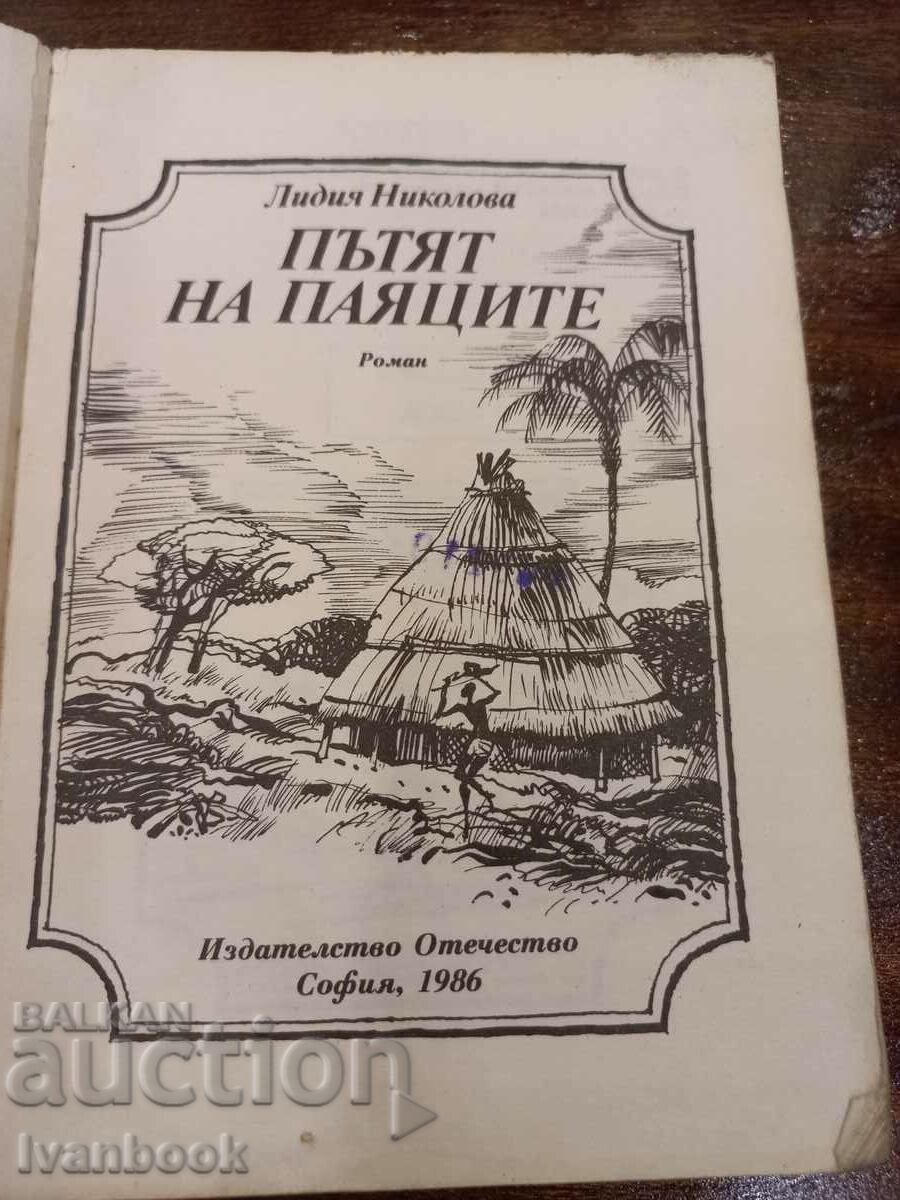 Лидия Николова
ПЪТЯТ
НА ПАЯЦИТЕ
Роман
Издателство Отечество
София, 1986
BALKAN
auction
Ivanbook